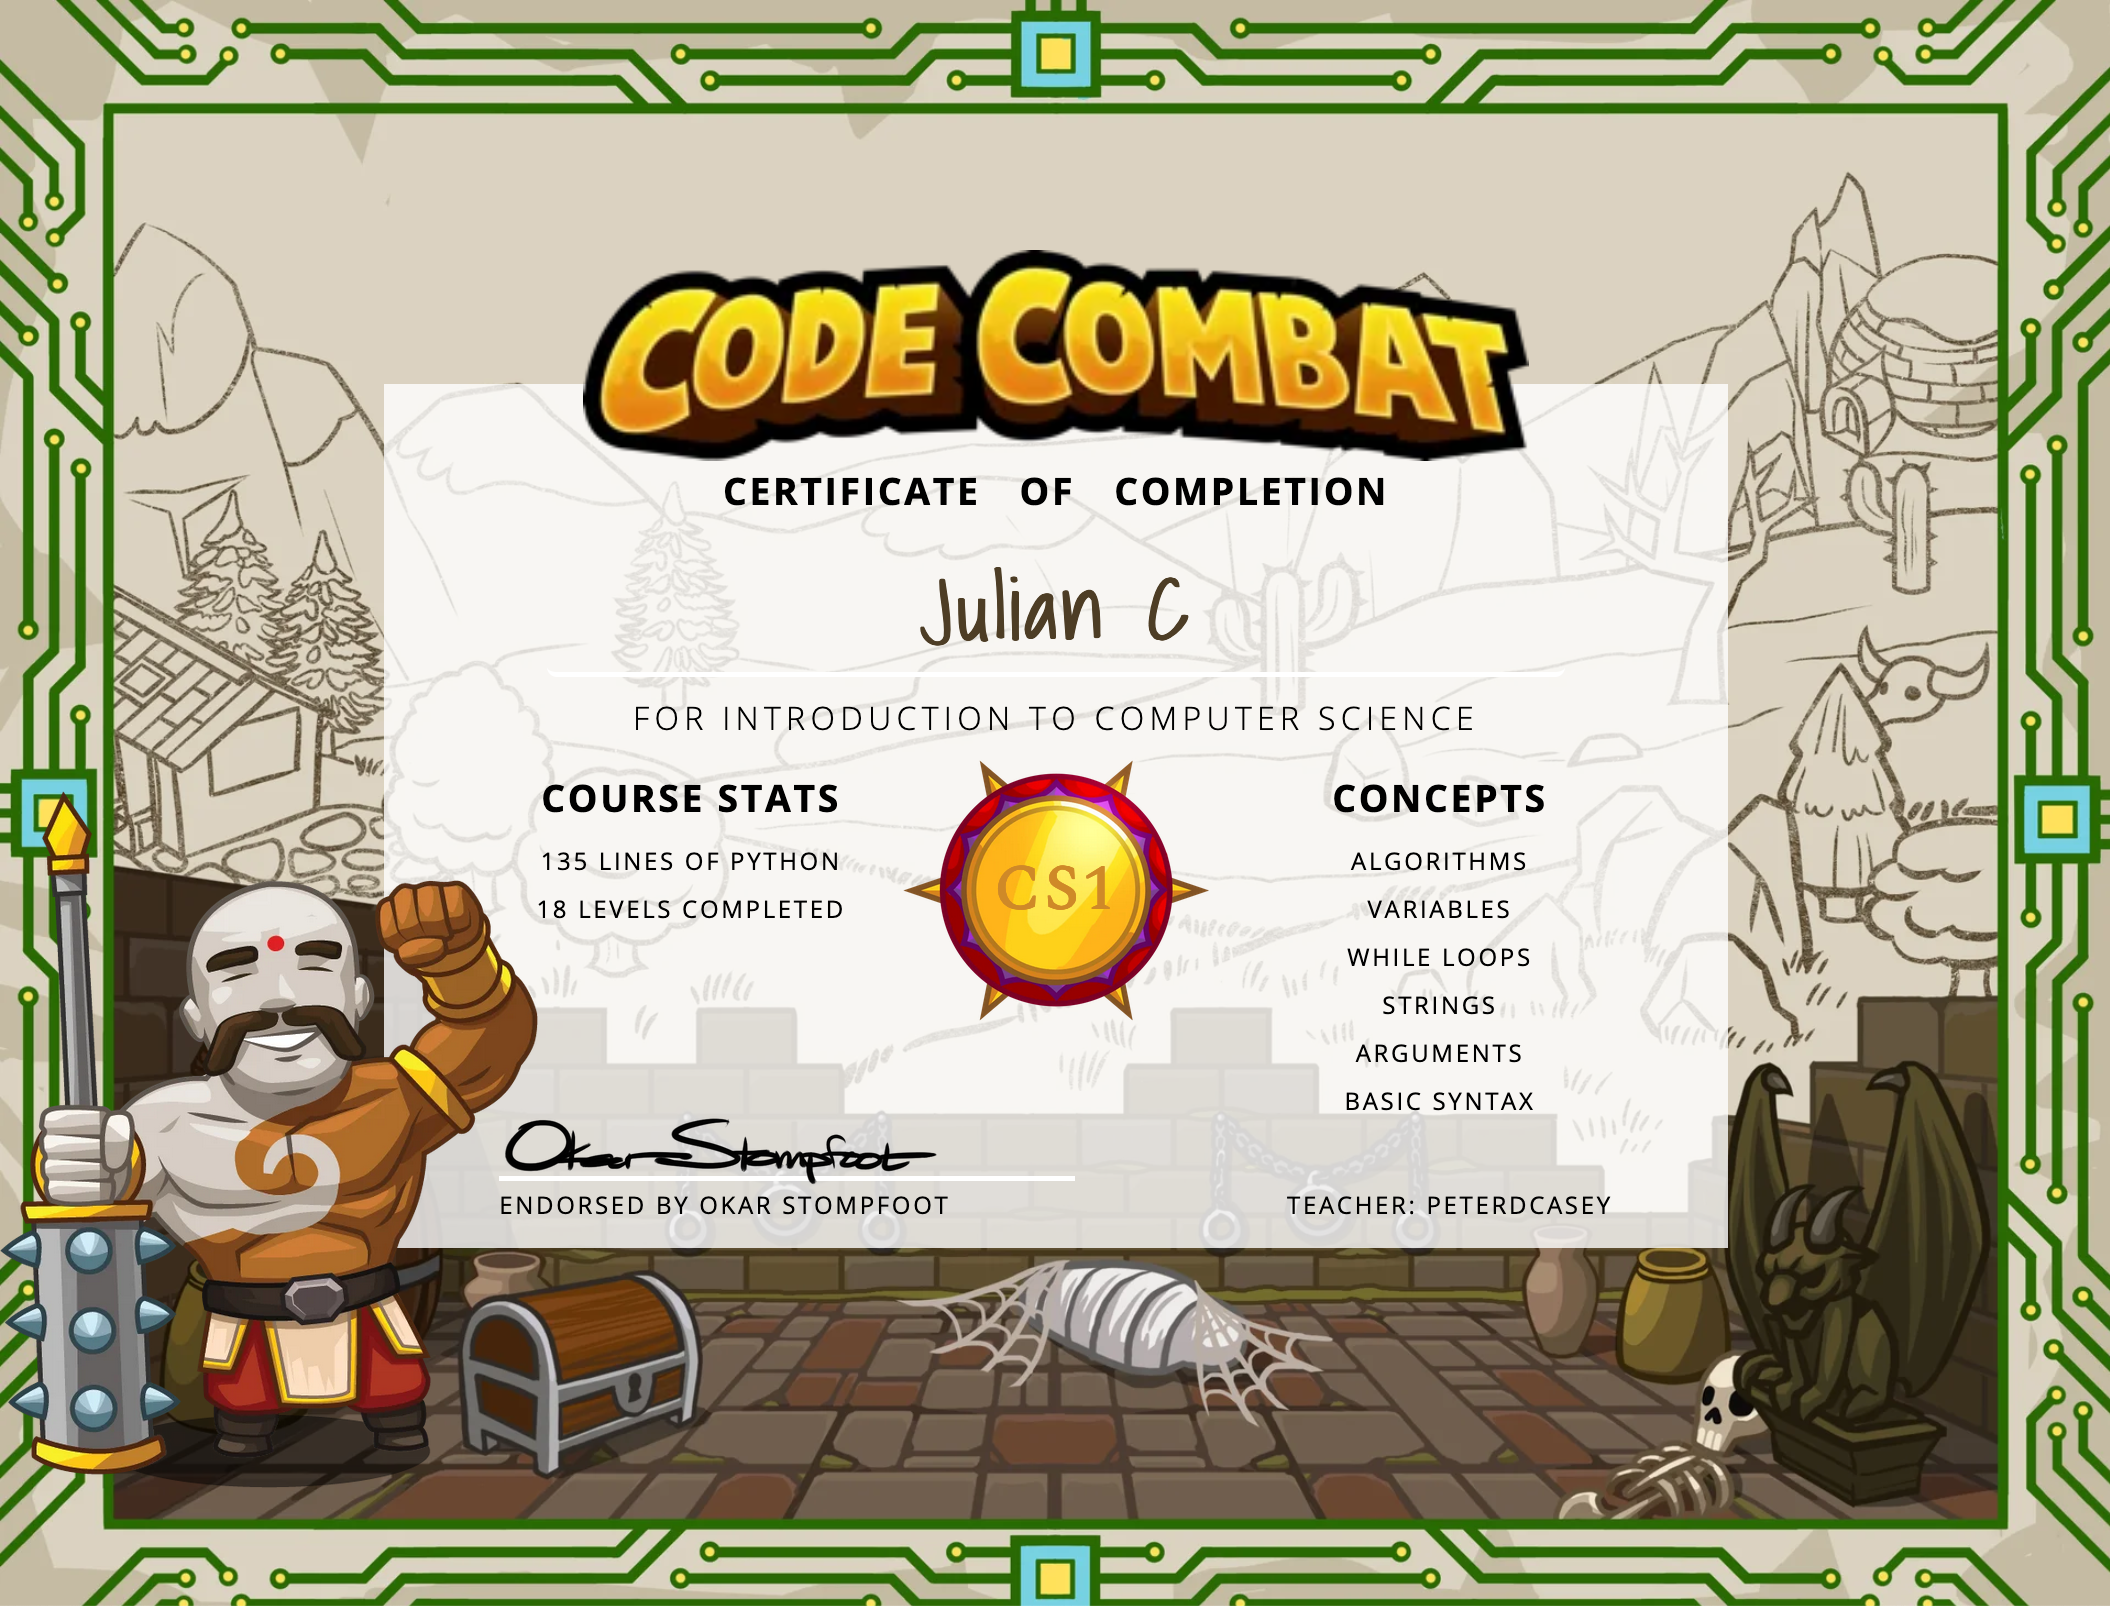 CODE COMBAT
CERTIFICATE OF COMPLETION
Julian C
FOR INTRODUCTION TO COMPUTER SCIENCE
COURSE STATS
135 LINES OF PYTHON
18 LEVELS COMPLETED
CS1
CONCEPTS
ALGORITHMS
VARIABLES
WHILE LOOPS
STRINGS
ARGUMENTS
BASIC SYNTAX
Okar Stompfoot
ENDORSED BY OKAR STOMPFOOT
TEACHER: PETERDCASEY